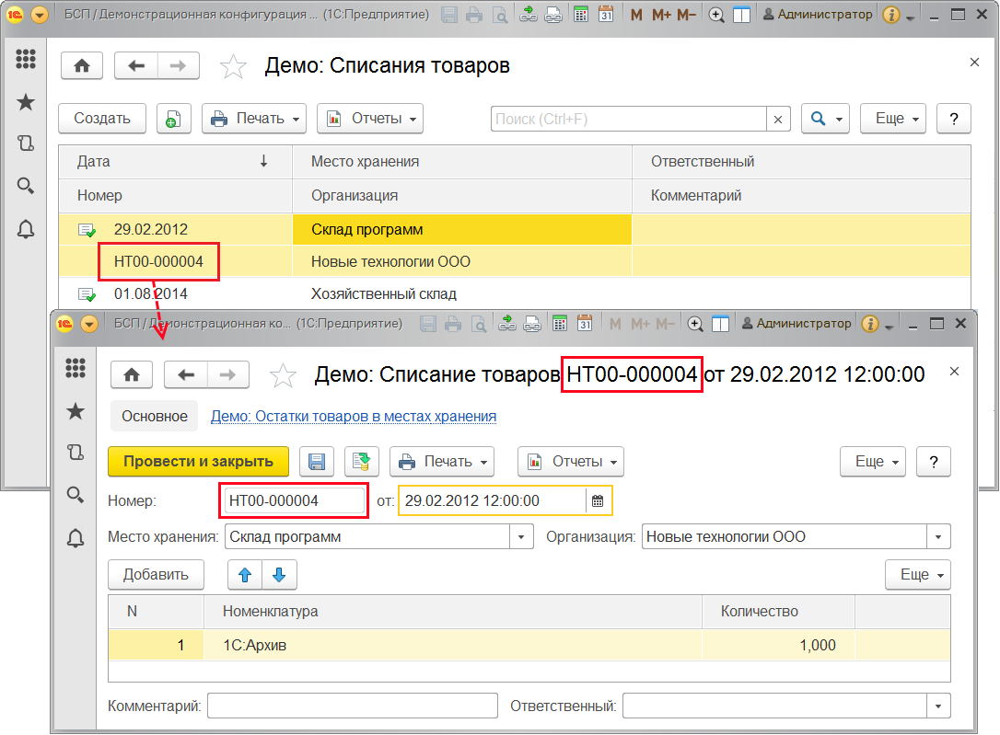 БСП / Демонстрационная конфигурация ... (1С:Предприятие) M M+ M- Администратор
Демо: Списания товаров
Создать Печать Отчеты Поиск (Ctrl+F) Еще ?
Дата Место хранения Ответственный
Номер Организация Комментарий
29.02.2012 Склад программ
НТ00-000004 Новые технологии ООО
01.08.2014 Хозяйственный склад
БСП / Демонстрационная ко... (1С:Предприятие) M M+ M- Администратор
Демо: Списание товаров НТ00-000004 от 29.02.2012 12:00:00
Основное Демо: Остатки товаров в местах хранения
Провести и закрыть Печать Отчеты Еще ?
Номер: НТ00-000004 от: 29.02.2012 12:00:00
Место хранения: Склад программ Организация: Новые технологии ООО
Добавить Еще
N Номенклатура Количество
1 1С:Архив 1,000
Комментарий: Ответственный: